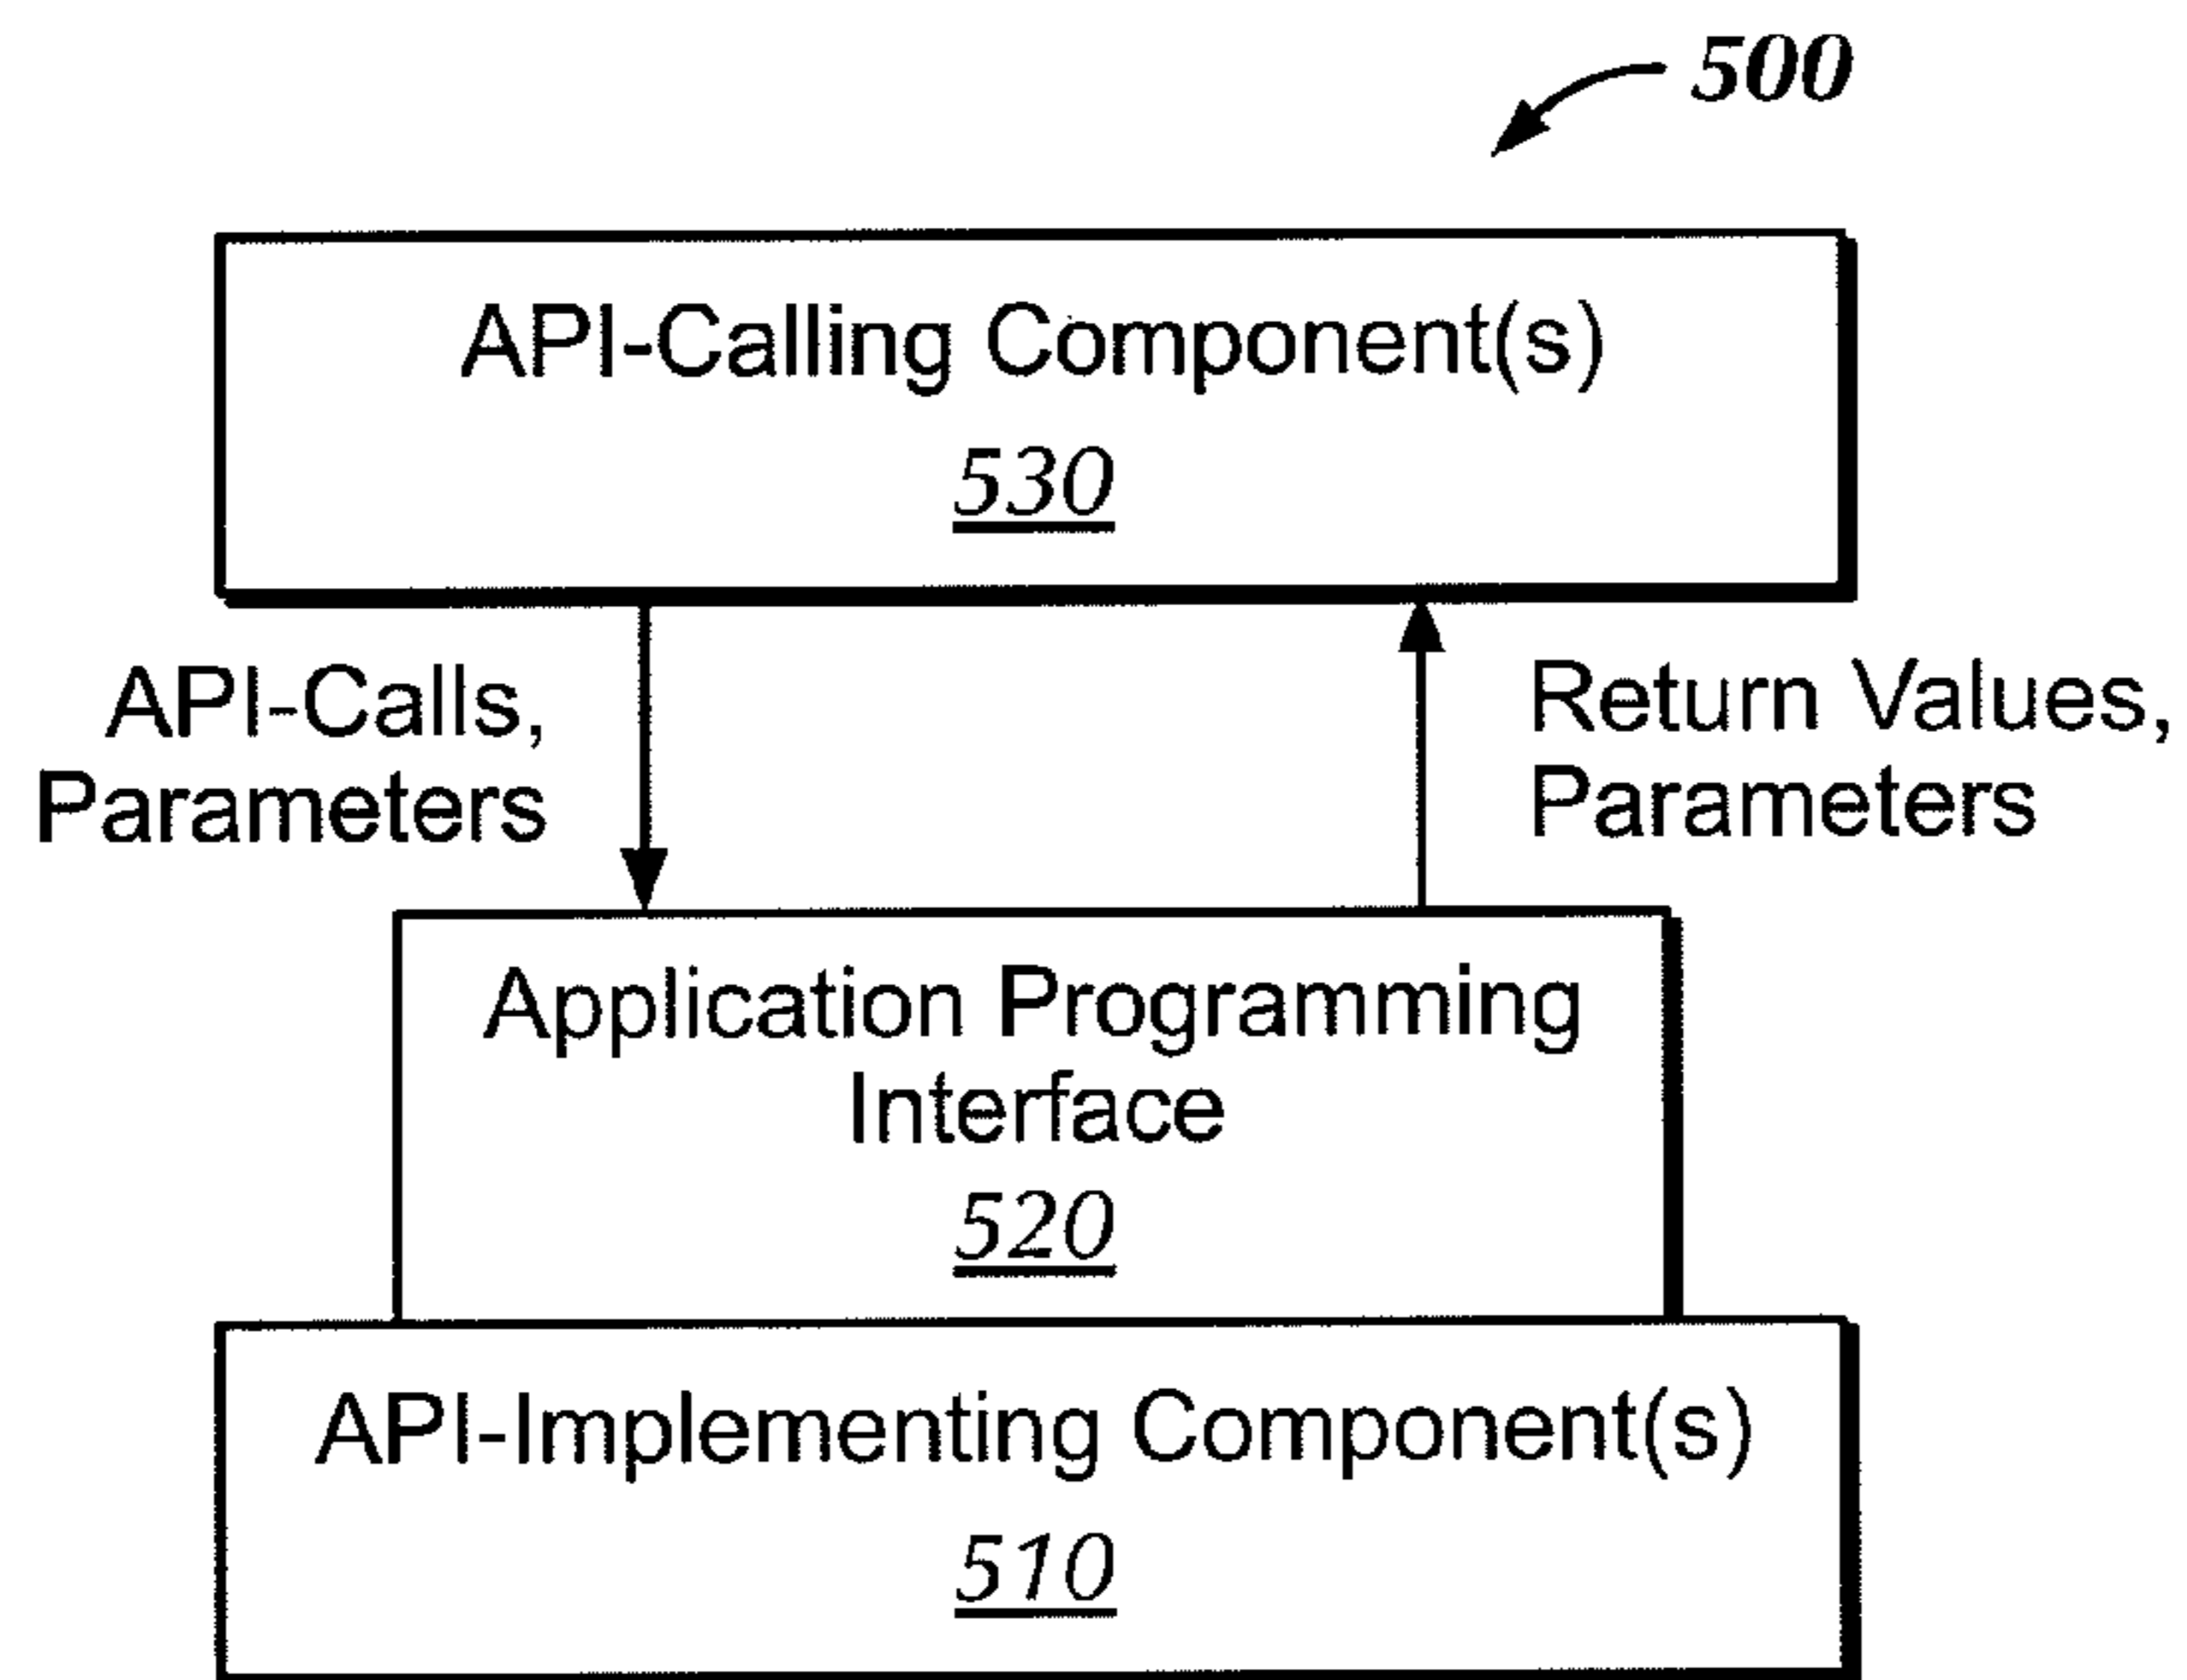 500
API-Calling Component(s)
530
API-Calls,
Parameters
Return Values,
Parameters
Application Programming
Interface
520
API-Implementing Component(s)
510